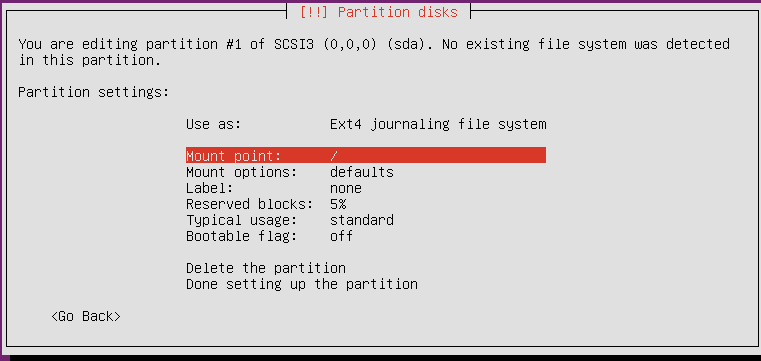 [!!] Partition disks
You are editing partition #1 of SCSI3 (0,0,0) (sda). No existing file system was detected
in this partition.
Partition settings:
Use as: Ext4 journaling file system
Mount point: /
Mount options: defaults
Label: none
Reserved blocks: 5%
Typical usage: standard
Bootable flag: off
Delete the partition
Done setting up the partition
<Go Back>